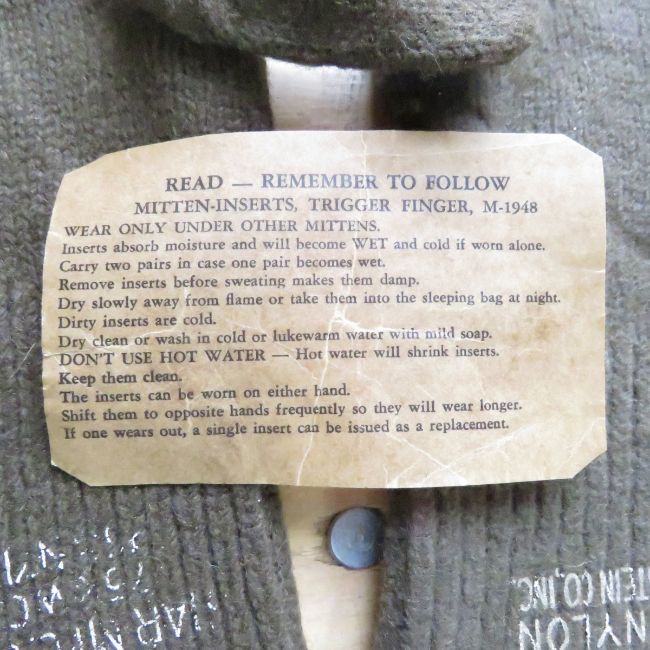 READ — REMEMBER TO FOLLOW
MITTEN-INSERTS, TRIGGER FINGER, M-1948
WEAR ONLY UNDER OTHER MITTENS.
Inserts absorb moisture and will become WET and cold if worn alone.
Carry two pairs in case one pair becomes wet.
Remove inserts before sweating makes them damp.
Dry slowly away from flame or take them into the sleeping bag at night.
Dirty inserts are cold.
Dry clean or wash in cold or lukewarm water with mild soap.
DON'T USE HOT WATER — Hot water will shrink inserts.
Keep them clean.
The inserts can be worn on either hand.
Shift them to opposite hands frequently so they will wear longer.
If one wears out, a single insert can be issued as a replacement.
NYLON
TEIN CO., INC.